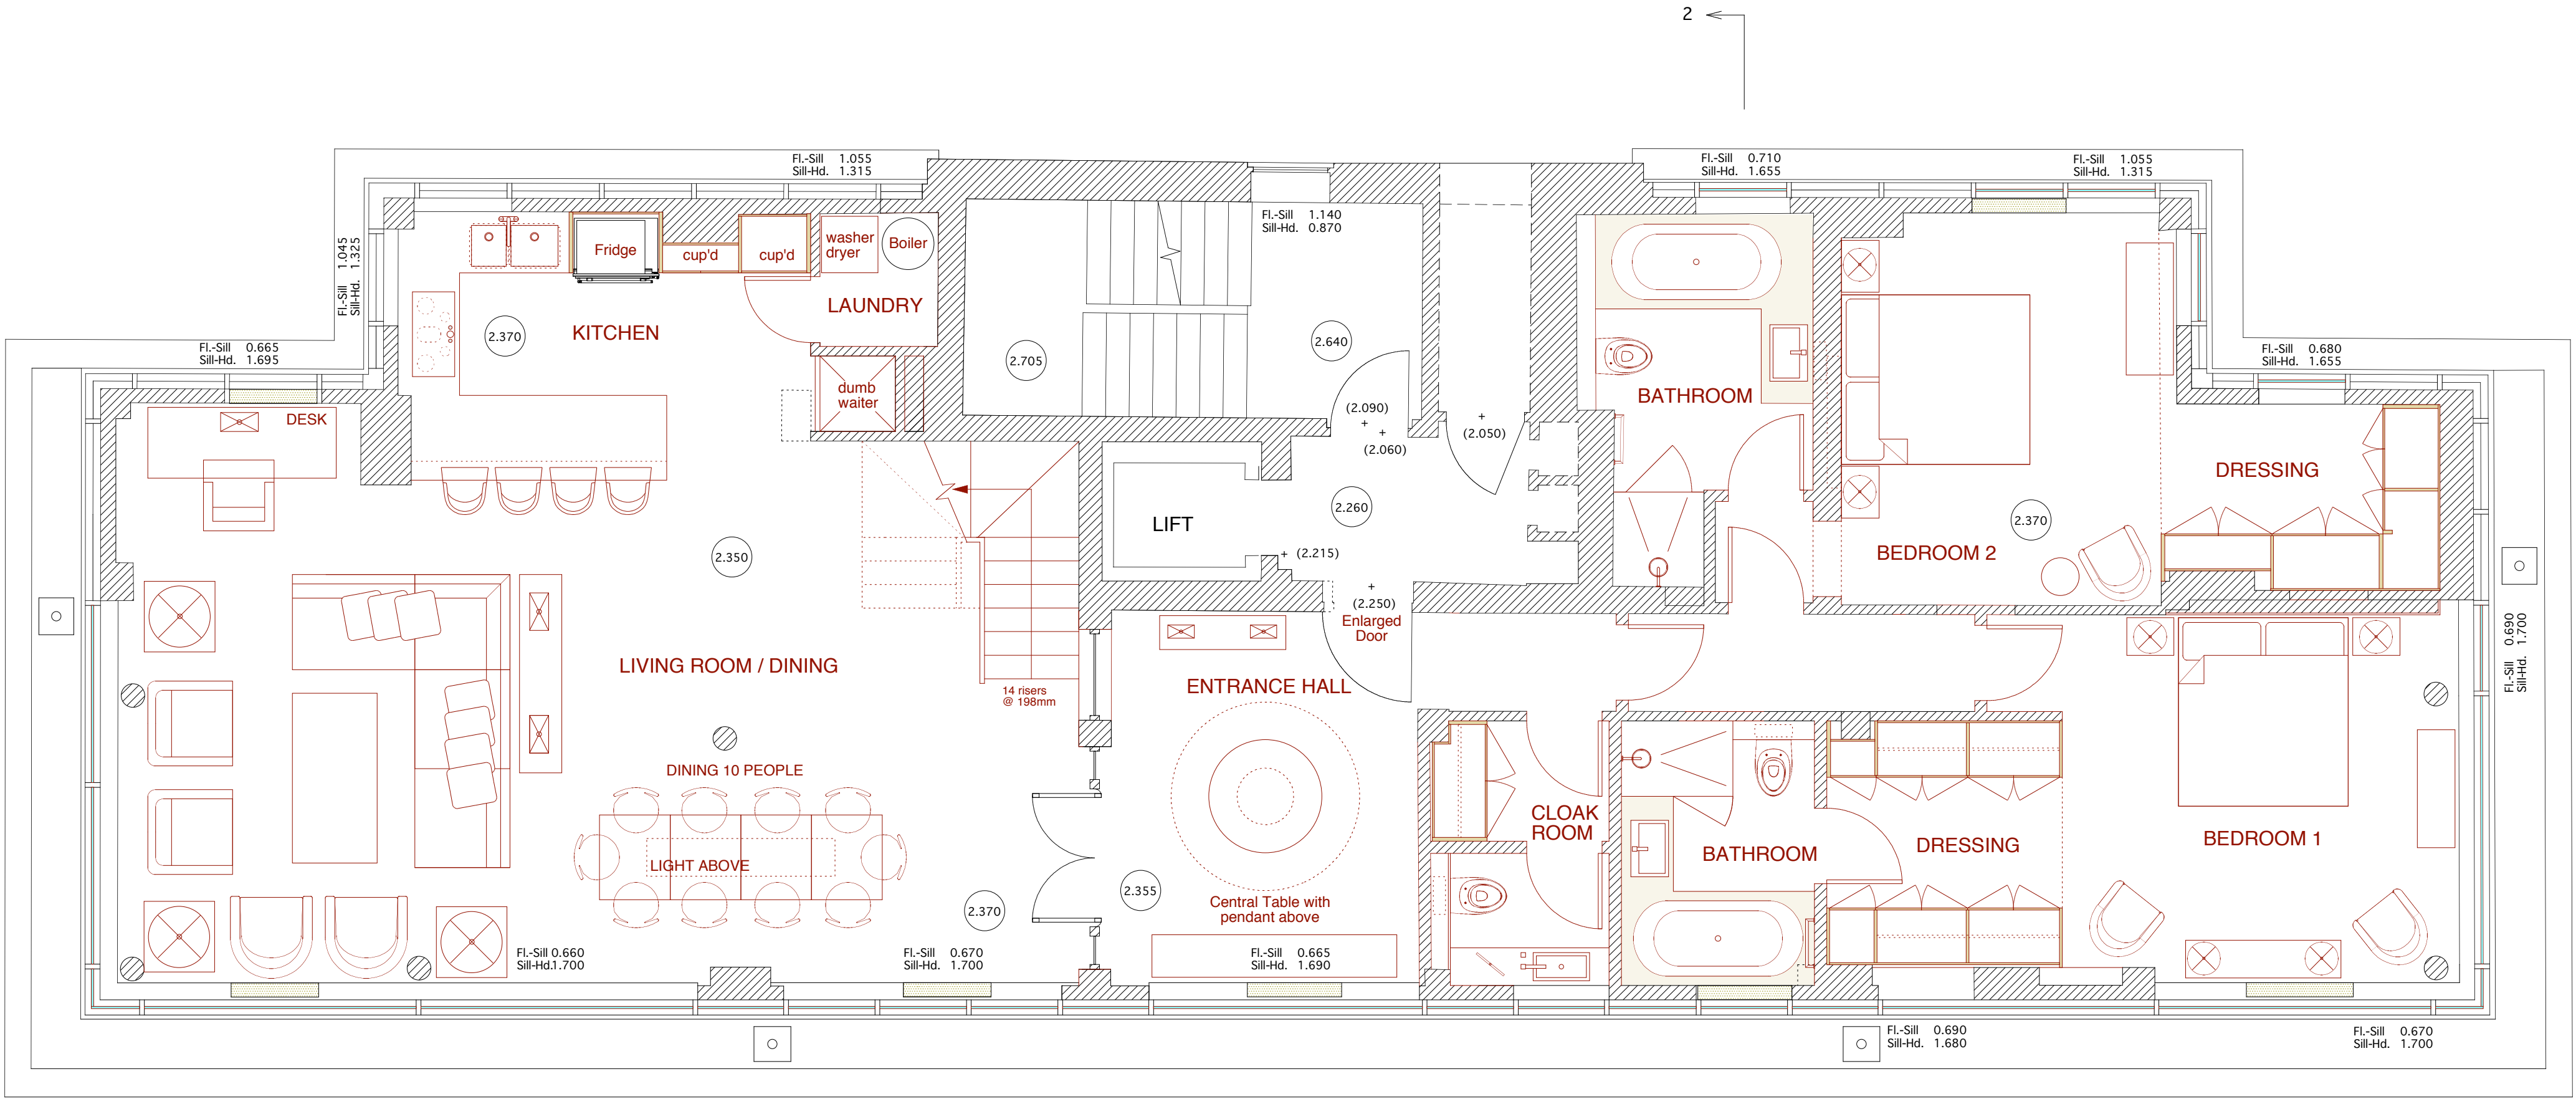 2
Fl.-Sill 1.055
Sill-Hd. 1.315
Fl.-Sill 0.710
Sill-Hd. 1.655
Fl.-Sill 1.055
Sill-Hd. 1.315
Fl.-Sill 1.140
Sill-Hd. 0.870
Fl.-Sill 1.045
Sill-Hd. 1.325
Fridge
cup'd
cup'd
washer
dryer
Boiler
LAUNDRY
KITCHEN
2.370
2.705
2.640
Fl.-Sill 0.665
Sill-Hd. 1.695
Fl.-Sill 0.680
Sill-Hd. 1.655
dumb
waiter
DESK
BATHROOM
(2.090)
(2.060)
(2.050)
DRESSING
2.260
LIFT
2.370
BEDROOM 2
2.350
(2.215)
(2.250)
Enlarged
Door
LIVING ROOM / DINING
14 risers
@ 198mm
ENTRANCE HALL
Fl.-Sill 0.690
Sill-Hd. 1.700
DINING 10 PEOPLE
LIGHT ABOVE
CLOAK
ROOM
BATHROOM
DRESSING
BEDROOM 1
2.370
2.355
Central Table with
pendant above
Fl.-Sill 0.660
Sill-Hd.1.700
Fl.-Sill 0.670
Sill-Hd. 1.700
Fl.-Sill 0.665
Sill-Hd. 1.690
Fl.-Sill 0.690
Sill-Hd. 1.680
Fl.-Sill 0.670
Sill-Hd. 1.700